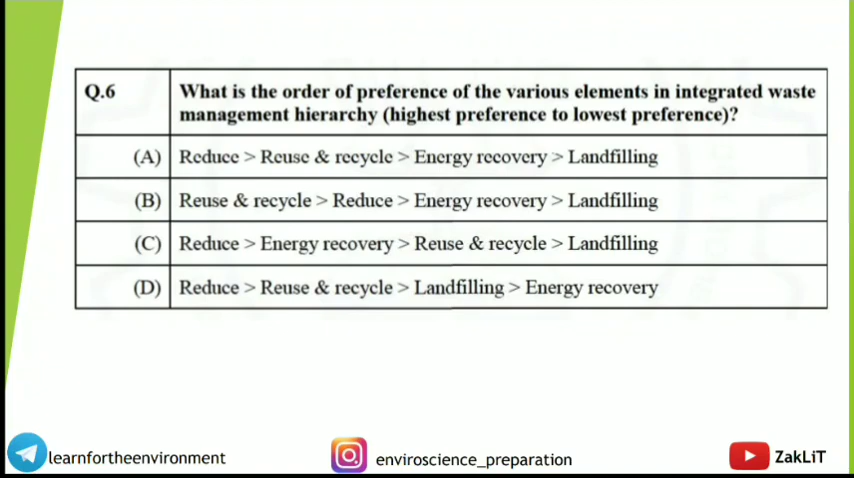 Q.6 What is the order of preference of the various elements in integrated waste
management hierarchy (highest preference to lowest preference)?
(A) Reduce > Reuse & recycle > Energy recovery > Landfilling
(B) Reuse & recycle > Reduce > Energy recovery > Landfilling
(C) Reduce > Energy recovery > Reuse & recycle > Landfilling
(D) Reduce > Reuse & recycle > Landfilling > Energy recovery
learnfortheenvironment enviroscience_preparation ZakLiT